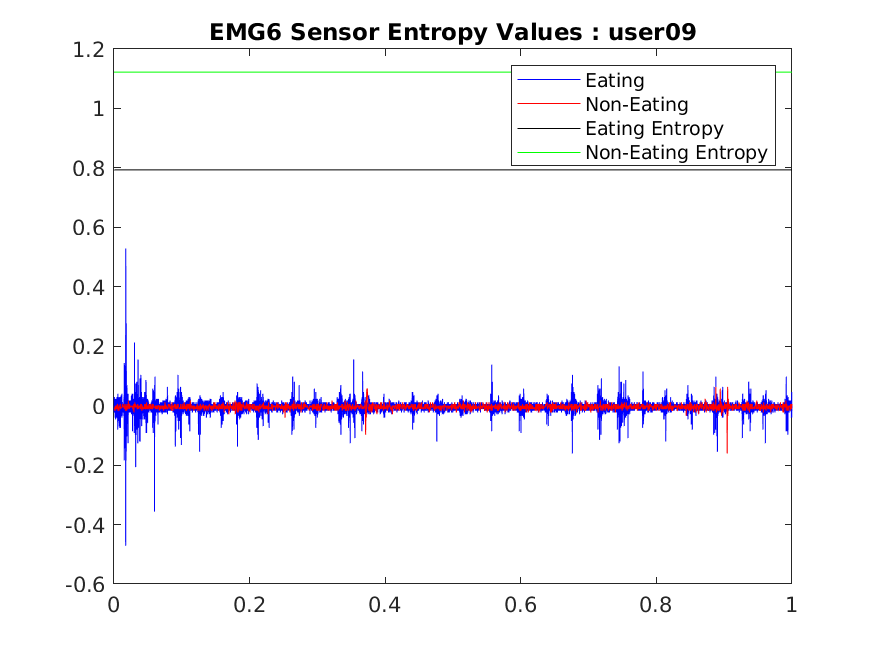 EMG6 Sensor Entropy Values : user09
1.2
1
0.8
0.6
0.4
0.2
0
-0.2
-0.4
-0.6
Eating
Non-Eating
Eating Entropy
Non-Eating Entropy
0 0.2 0.4 0.6 0.8 1